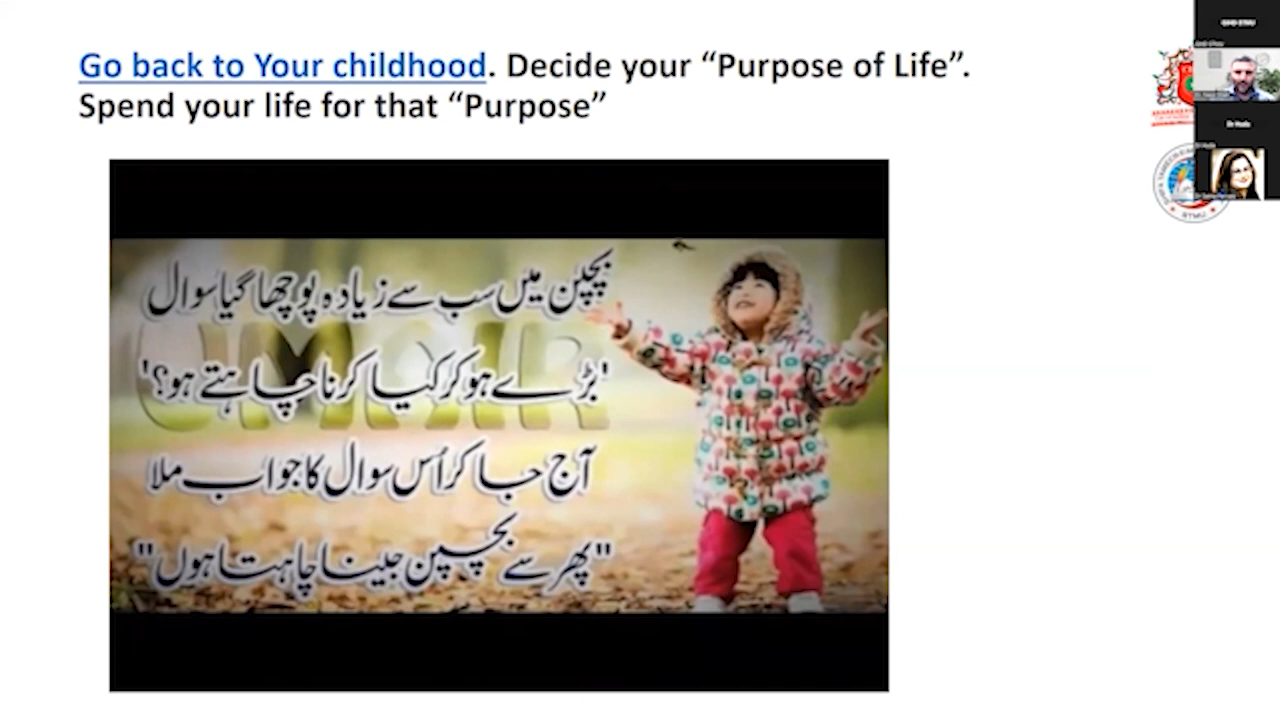 Go back to Your childhood. Decide your “Purpose of Life”.
Spend your life for that “Purpose”
بچپن میں سب سے زیادہ پوچھا گیا سوال
'بڑے ہو کر کیا کرنا چاہتے ہو؟'
آج جا کر اُس سوال کا جواب ملا
"پھر سے بچپن جینا چاہتا ہوں"
UMAIR